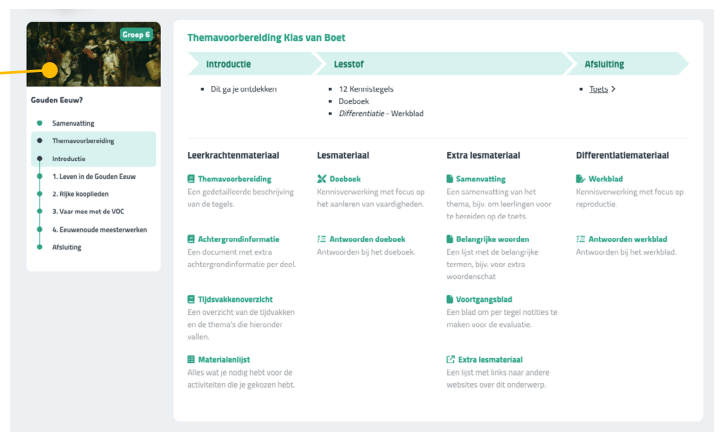 Groep 6
Gouden Eeuw?
Samenvatting
Themavoorbereiding
Introductie
1. Leven in de Gouden Eeuw
2. Rijke kooplieden
3. Vaar mee met de VOC
4. Eeuwenoude meesterwerken
Afsluiting
Themavoorbereiding Klas van Boet
Introductie
Dit ga je ontdekken
Lesstof
12 Kennistegels
Doeboek
Differentiatie - Werkblad
Afsluiting
Toets >
Leerkrachtenmateriaal
Themavoorbereiding
Een gedetailleerde beschrijving
van de tegels.
Achtergrondinformatie
Een document met extra
achtergrondinformatie per deel.
Tijdsvakkenoverzicht
Een overzicht van de tijdvakken
en de thema's die hieronder
vallen.
Materialenlijst
Alles wat je nodig hebt voor de
activiteiten die je gekozen hebt.
Lesmateriaal
Doeboek
Kennisverwerking met focus op
het aanleren van vaardigheden.
Antwoorden doeboek
Antwoorden bij het doeboek.
Extra lesmateriaal
Samenvatting
Een samenvatting van het
thema, bijv. om leerlingen voor
te bereiden op de toets.
Belangrijke woorden
Een lijst met de belangrijke
termen, bijv. voor extra
woordenschat
Voortgangsblad
Een blad om per tegel notities te
maken voor de evaluatie.
Extra lesmateriaal
Een lijst met links naar andere
websites over dit onderwerp.
Differentiatiemateriaal
Werkblad
Kennisverwerking met focus op
reproductie.
Antwoorden werkblad
Antwoorden bij het werkblad.